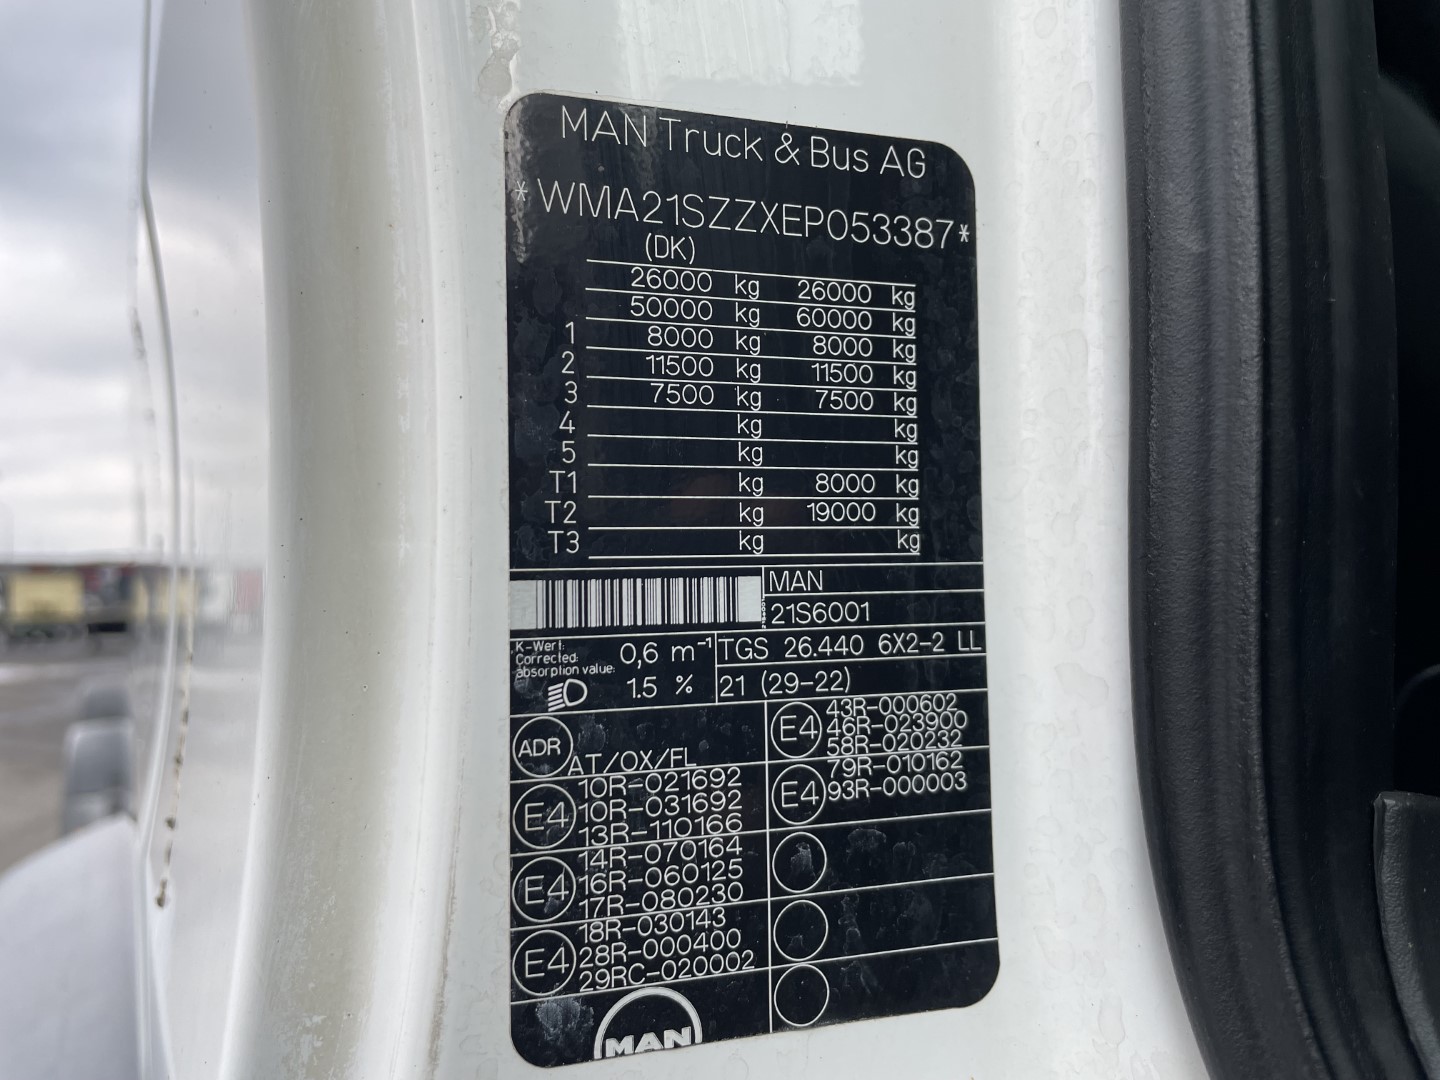 MAN Truck & Bus AG
*WMA21SZZXEP053387*
(DK)
26000 kg 26000 kg
50000 kg 60000 kg
1 8000 kg 8000 kg
2 11500 kg 11500 kg
3 7500 kg 7500 kg
4 kg kg
5 kg kg
T1 kg 8000 kg
T2 kg 19000 kg
T3 kg kg
MAN
21S6001
K-Wert:
Corrected
absorption value:
0,6 m⁻¹
1.5 %
TGS 26.440 6X2-2 LL
21 (29-22)
ADR AT/OX/FL
E4
10R-021692
10R-031692
13R-110166
E4
14R-070164
16R-060125
17R-080230
E4
18R-030143
28R-000400
29RC-020002
E4
43R-000602
46R-023900
58R-020232
E4
79R-010162
93R-000003
MAN